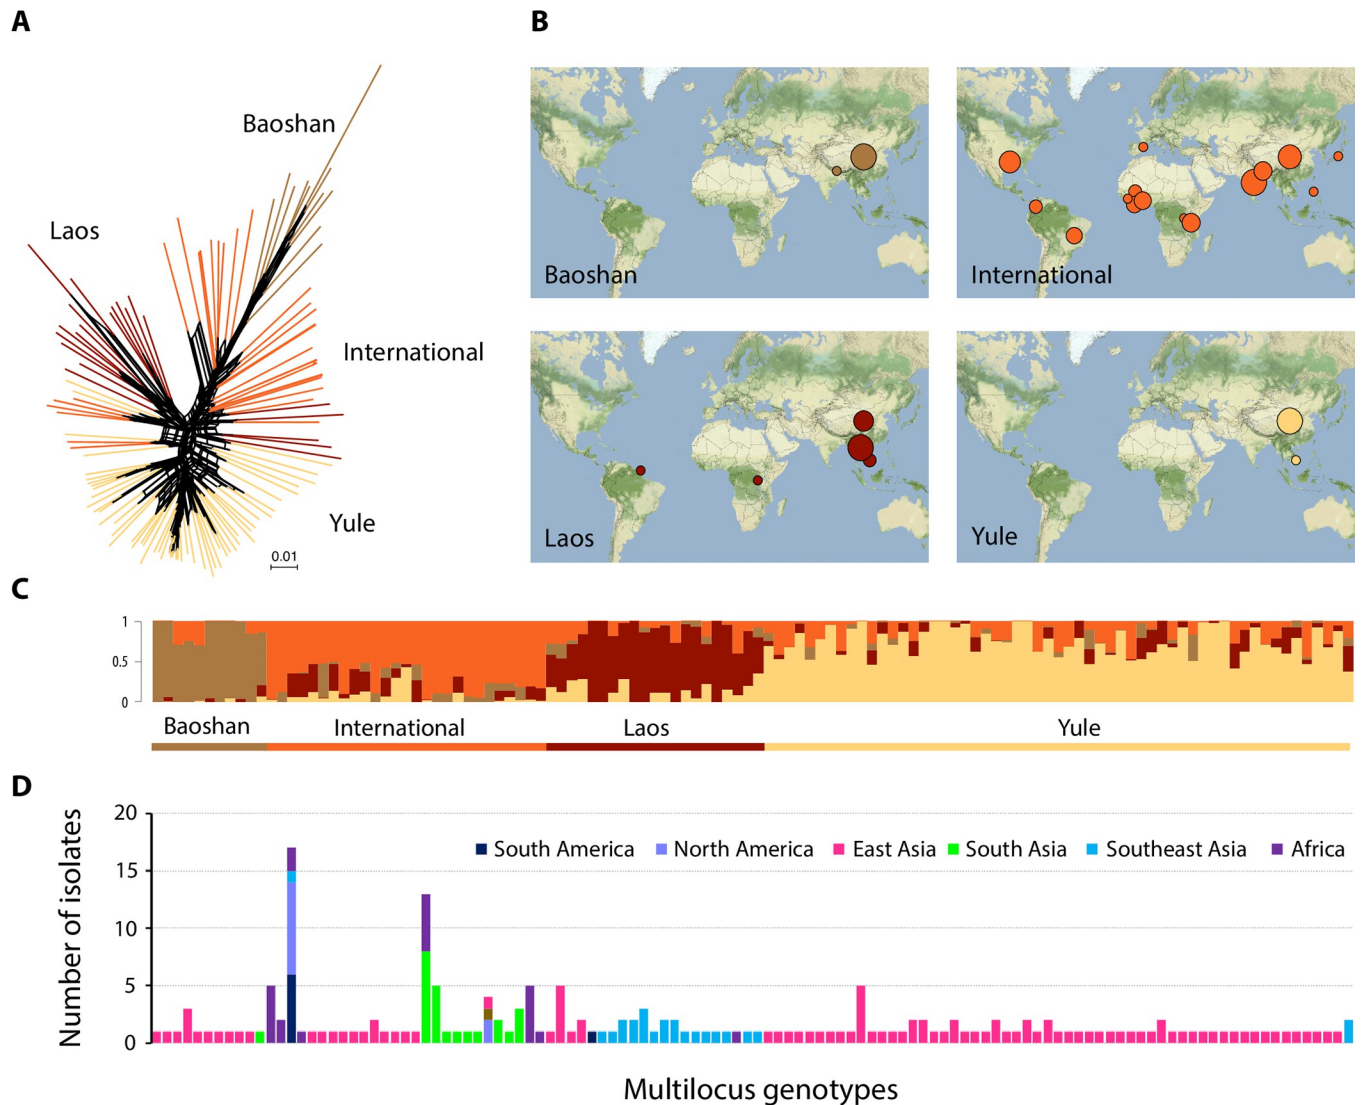 A
B
Baoshan
Laos
International
Yule
0.01
Baoshan
International
Laos
Yule
C
1
0.5
0
Baoshan
International
Laos
Yule
D
Number of isolates
20
15
10
5
0
South America
North America
East Asia
South Asia
Southeast Asia
Africa
Multilocus genotypes